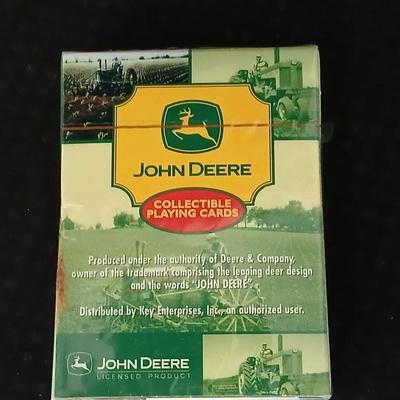 JOHN DEERE
COLLECTIBLE
PLAYING CARDS
Produced under the authority of Deere & Company,
owner of the trademark comprising the leaping deer design
and the words "JOHN DEERE".
Distributed by Key Enterprises, Inc., an authorized user.
JOHN DEERE
LICENSED PRODUCT